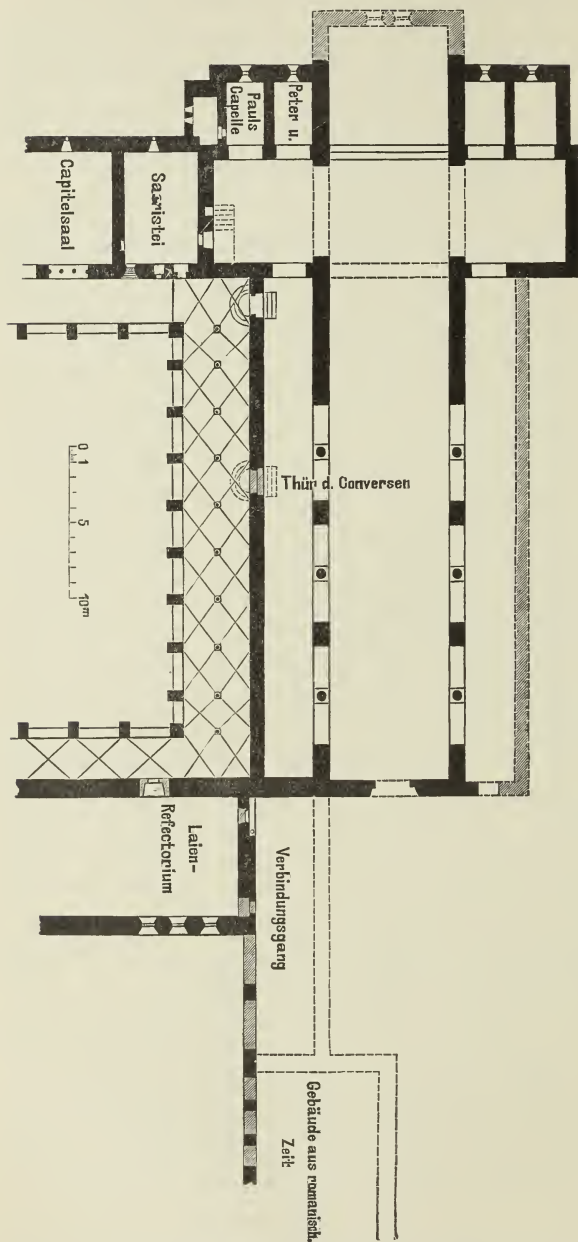 Peter u.
Pauls
Capelle
Sacristei
Capitelsaal
Thür d. Conversen
0 1 5 10m
Laien-
Refectorium
Verbindungsgang
Gebäude aus romanisch.
Zeit